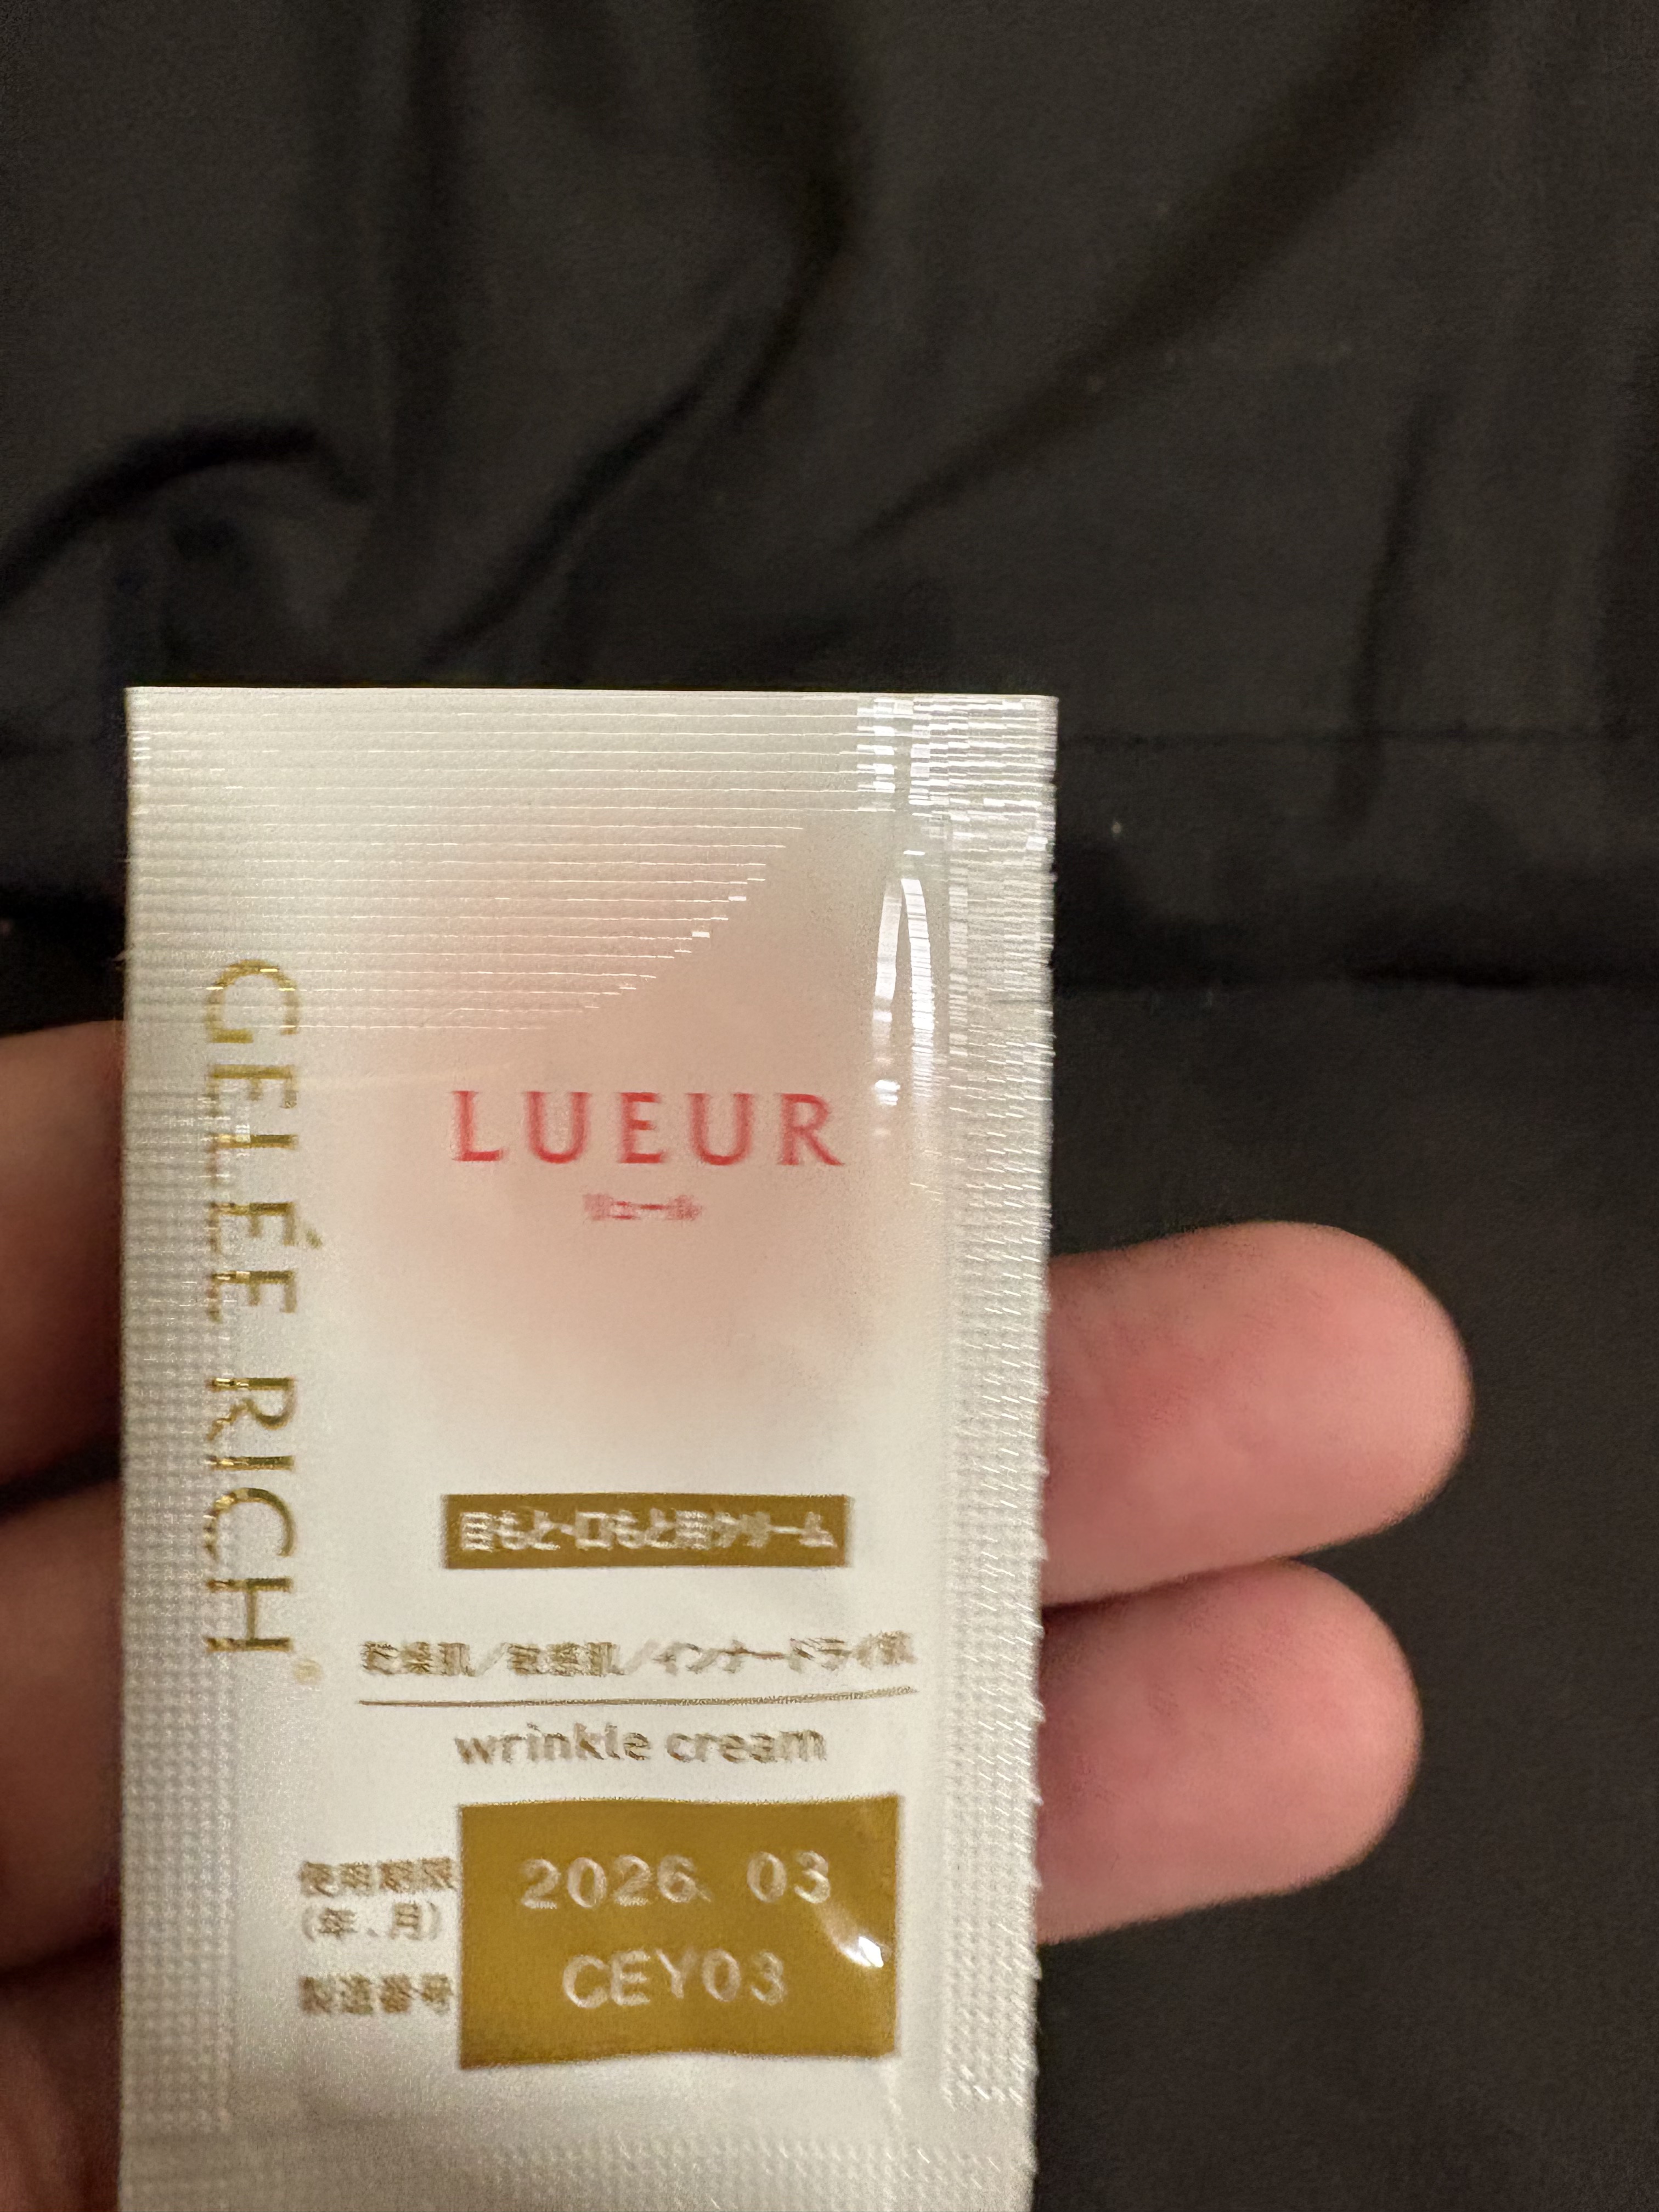 GELÉE RICH
LUEUR
リュール
目もと・口もと用クリーム
乾燥肌／敏感肌／インナードライ肌
wrinkle cream
使用期限
(年、月)
2026. 03
製造番号
CEY03